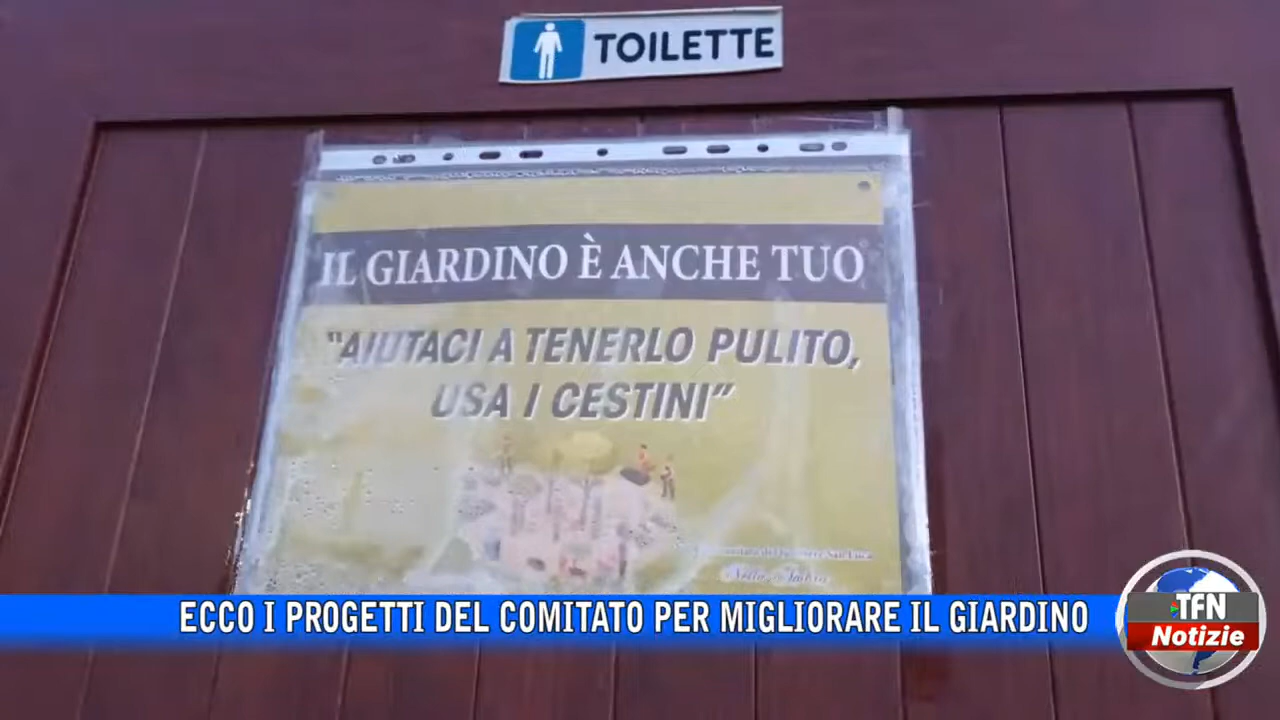 TOILETTE
IL GIARDINO È ANCHE TUO
"AIUTACI A TENERLO PULITO,
USA I CESTINI"
ECCO I PROGETTI DEL COMITATO PER MIGLIORARE IL GIARDINO
TFN
Notizie